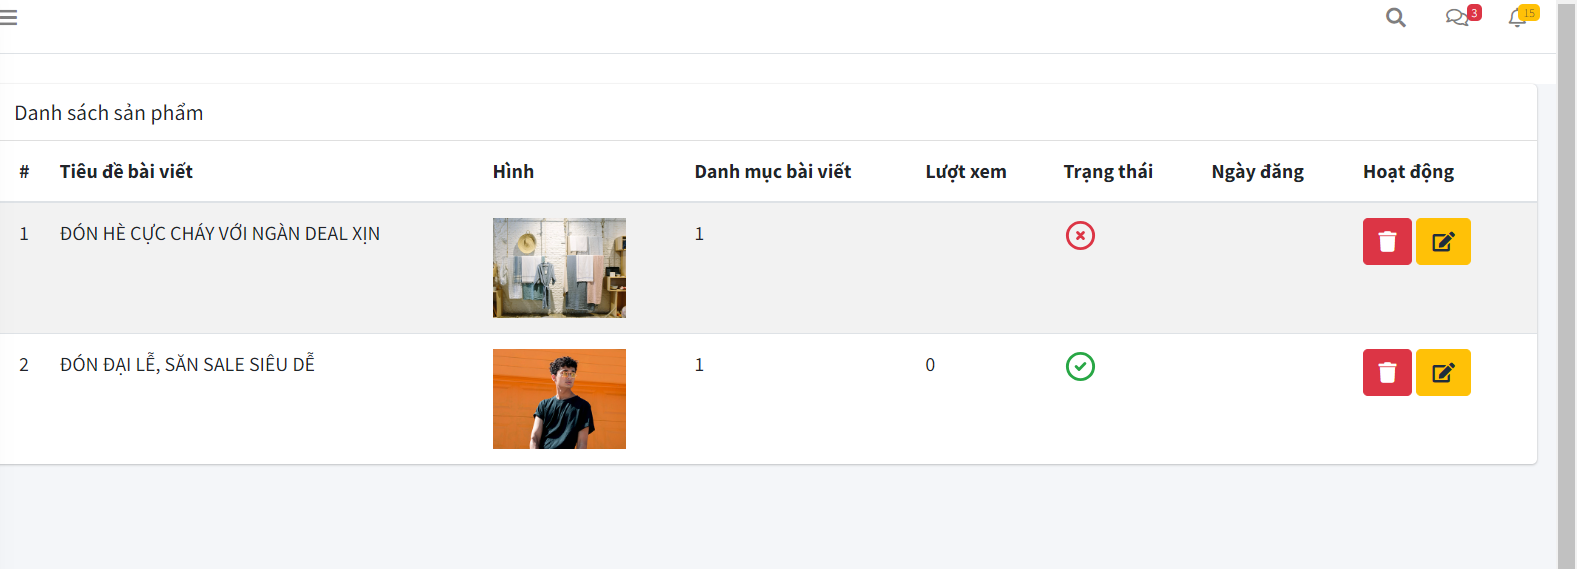 3
15
Danh sách sản phẩm
# Tiêu đề bài viết Hình Danh mục bài viết Lượt xem Trạng thái Ngày đăng Hoạt động
1 ĐÓN HÈ CỰC CHÁY VỚI NGÀN DEAL XỊN 1
2 ĐÓN ĐẠI LỄ, SĂN SALE SIÊU DỄ 1 0